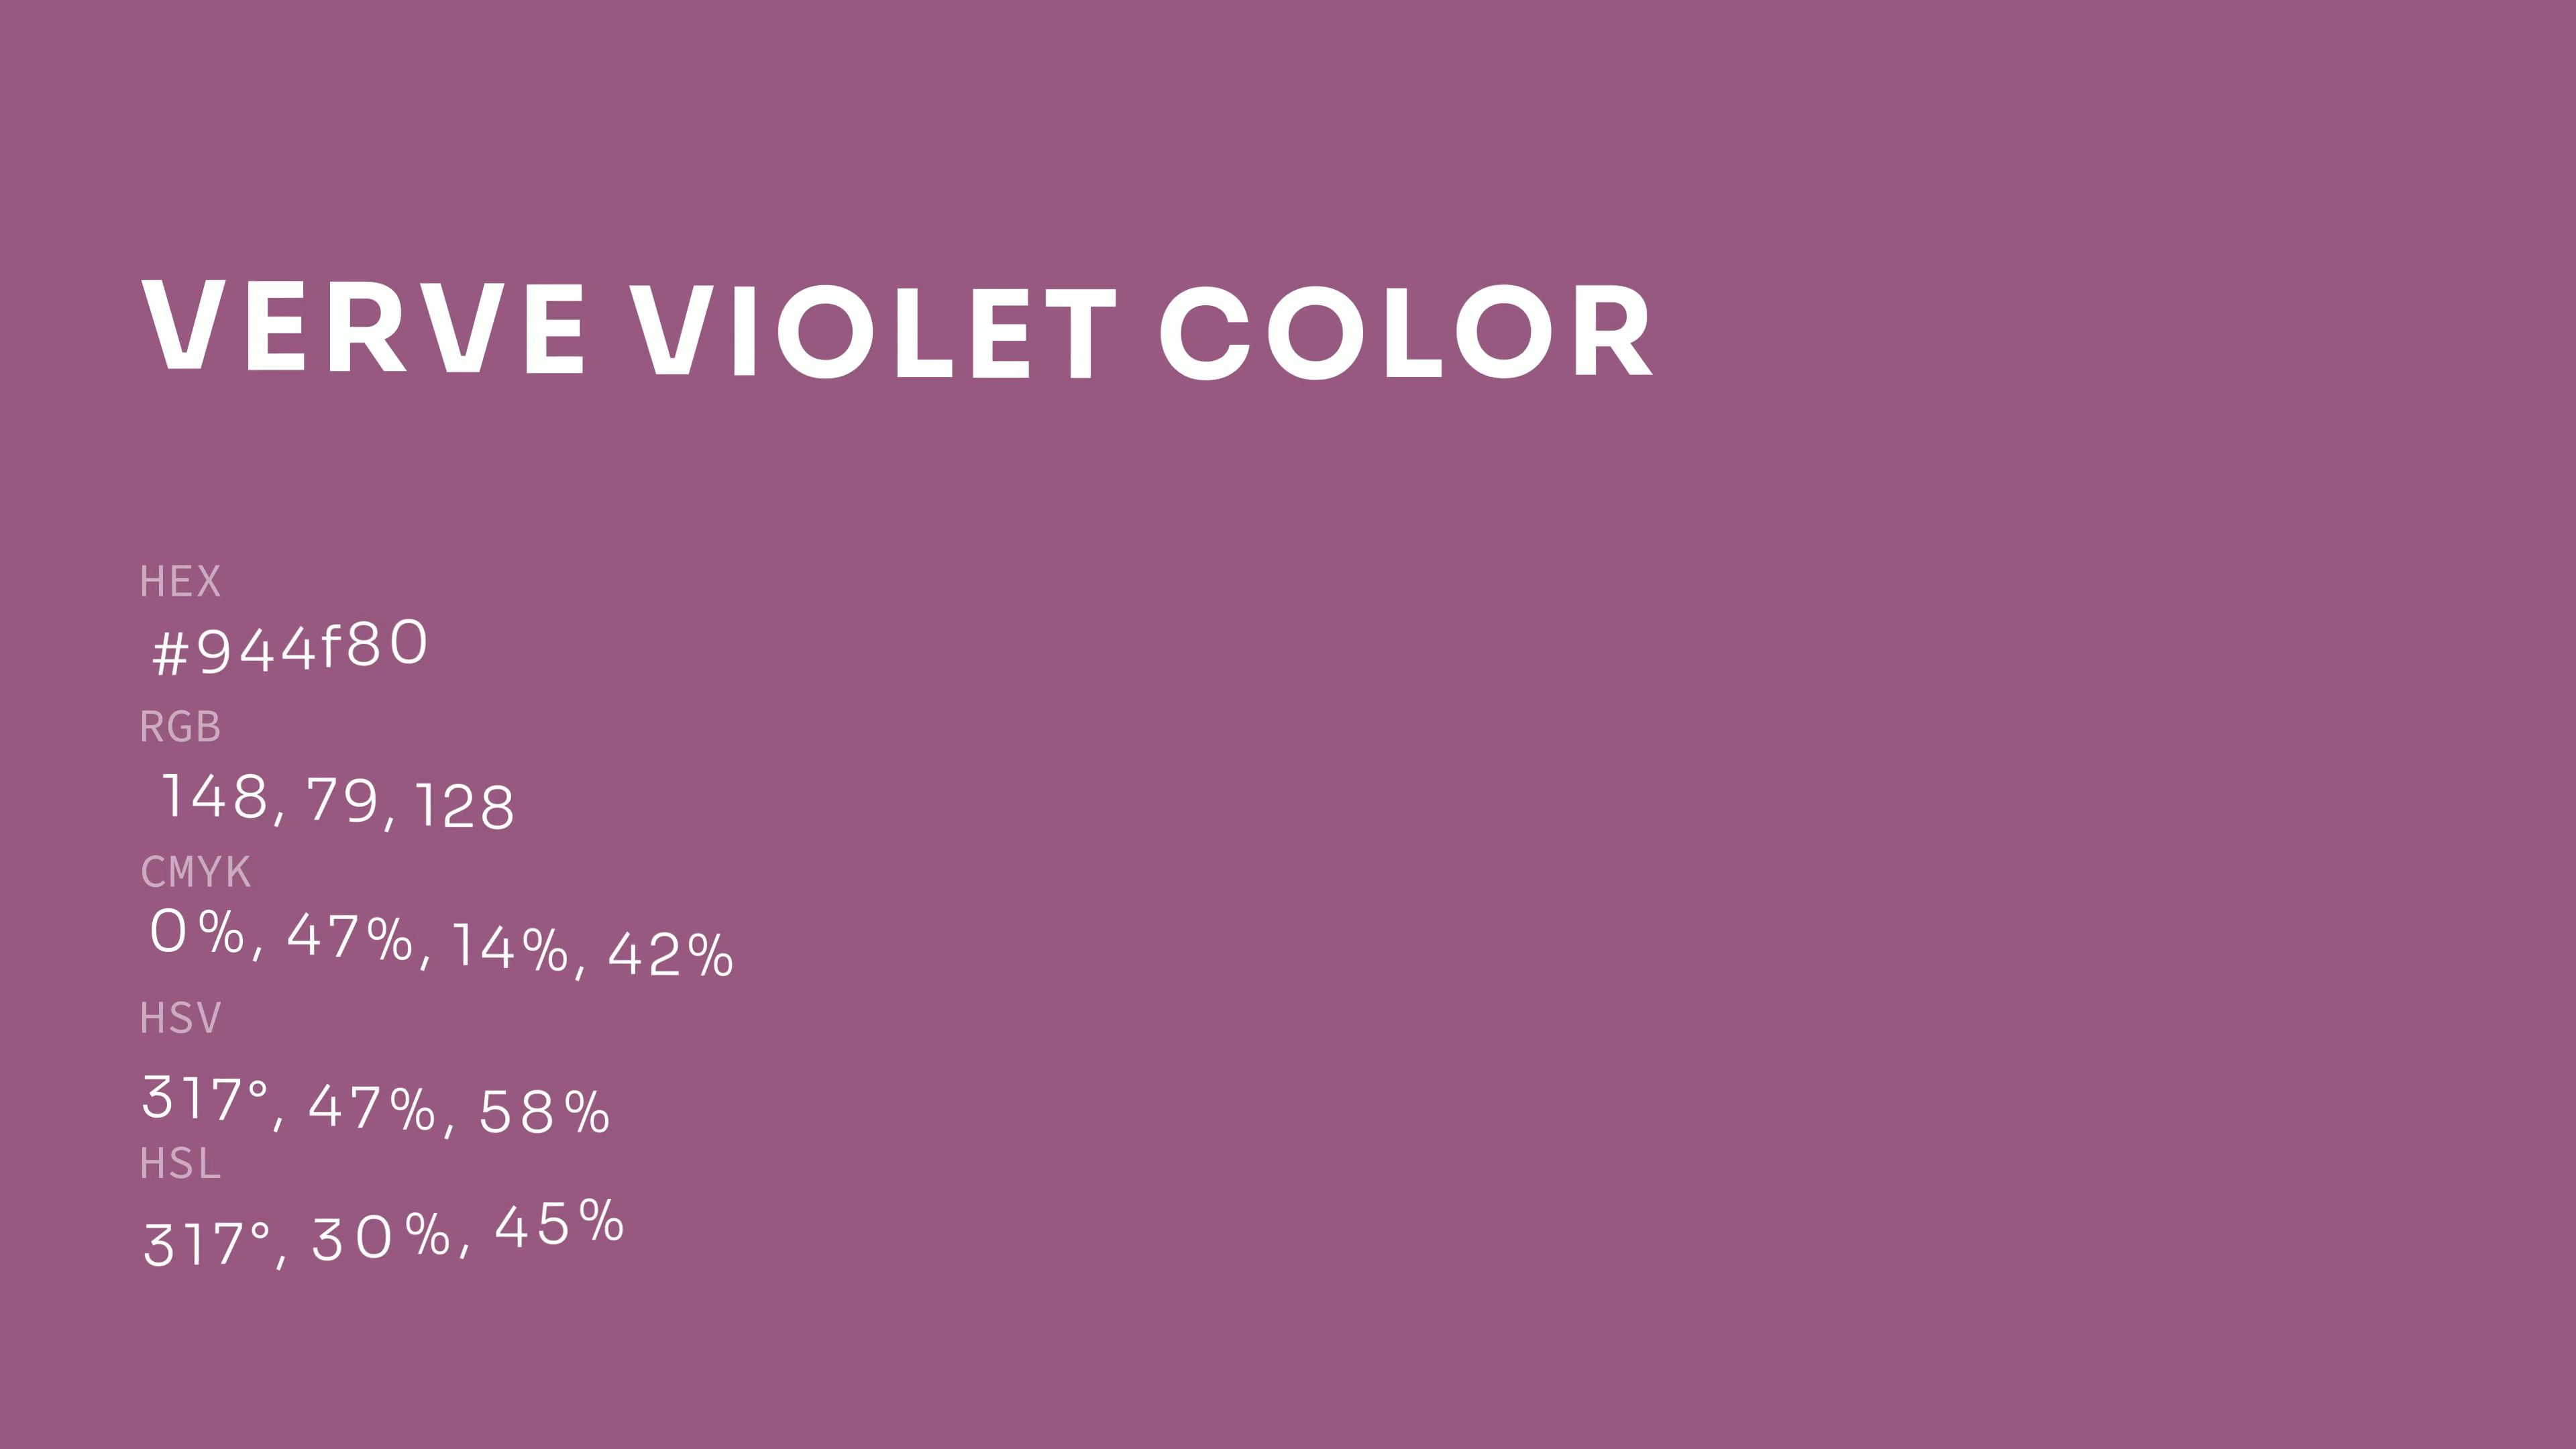 VERVE VIOLET COLOR
HEX
#944f80
RGB
148, 79, 128
CMYK
0%, 47%, 14%, 42%
HSV
317°, 47%, 58%
HSL
317°, 30%, 45%